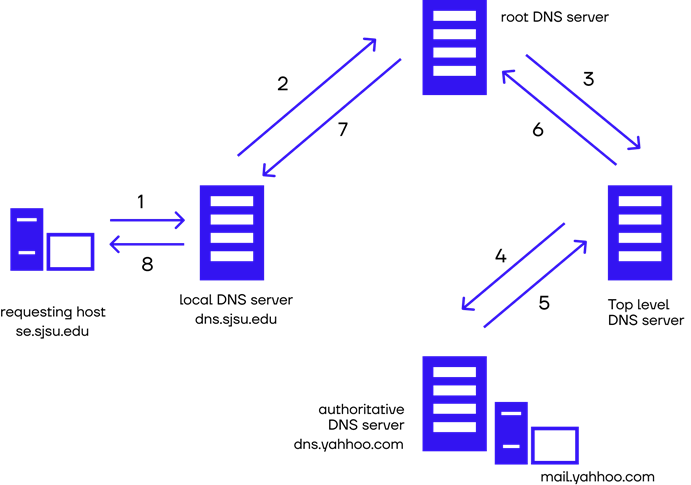 root DNS server
2
3
7
6
1
8
local DNS server
dns.sjsu.edu
requesting host
se.sjsu.edu
4
5
Top level
DNS server
authoritative
DNS server
dns.yahhoo.com
mail.yahhoo.com